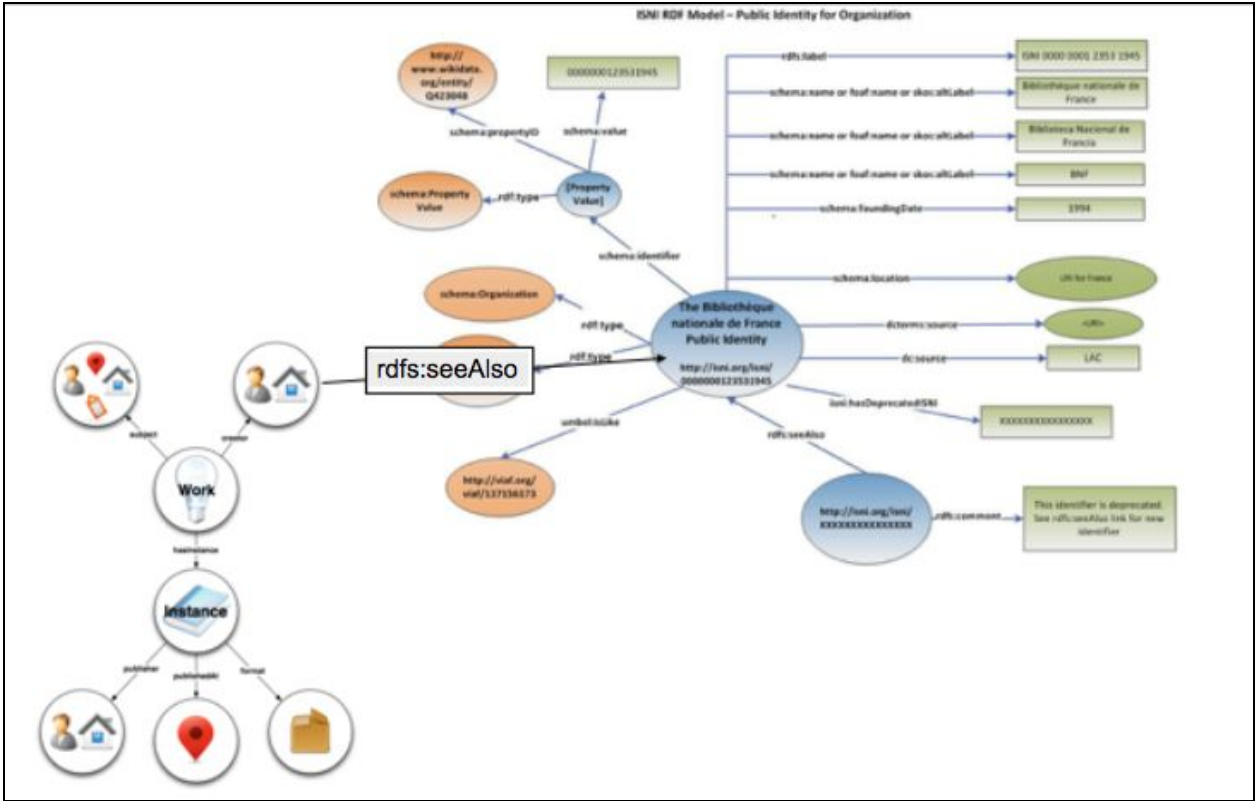 ISNI RDF Model – Public Identity for Organization
http://
www.wikidata.
org/entity/
Q423048
0000000123531945
rdfs:label
ISNI 0000 0001 2353 1945
schema:name or foaf:name or skos:altLabel
Bibliothèque nationale de
France
schema:propertyID
schema:value
schema:name or foaf:name or skos:altLabel
Biblioteca Nacional de
Francia
schema:Property
Value
rdf:type
[Property
Value]
schema:name or foaf:name or skos:altLabel
BNF
schema:foundingDate
1994
schema:identifier
schema:location
URI for France
schema:Organization
rdf:type
The Bibliothèque
nationale de France
Public Identity
http://isni.org/isni/
0000000123531945
dcterms:source
<URI>
rdf:type
dc:source
LAC
rdfs:seeAlso
isni:hasDeprecatedISNI
XXXXXXXXXXXXXXXX
umbel:isLike
rdfs:seeAlso
http://viaf.org/
viaf/137156173
http://isni.org/isni/
XXXXXXXXXXXXXXX
rdfs:comment
This identifier is deprecated.
See rdfs:seeAlso link for new
identifier
subject
creator
Work
hasInstance
Instance
publisher
publishedAt
format